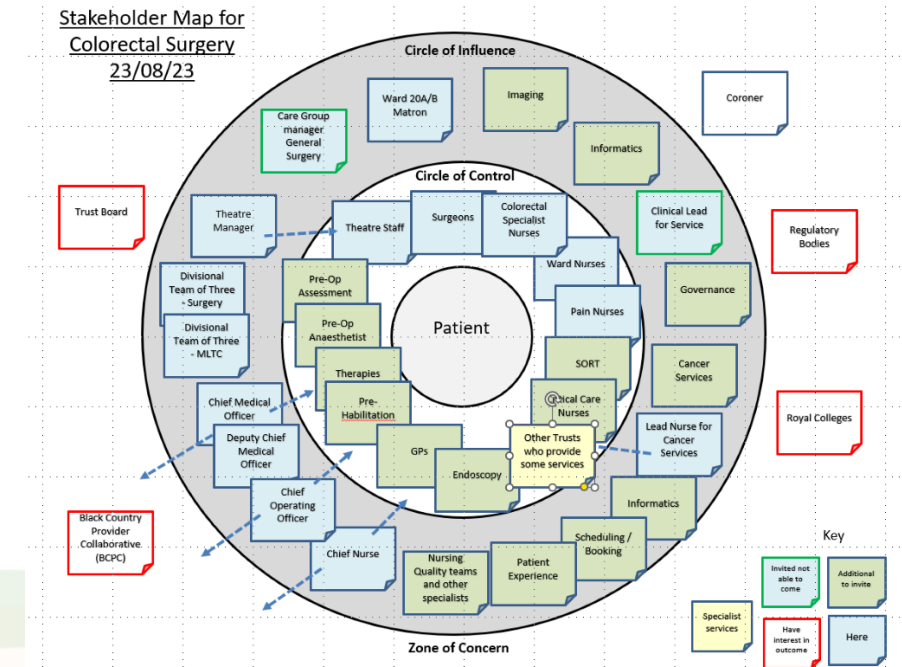 Stakeholder Map for
Colorectal Surgery
23/08/23
Circle of Influence
Imaging
Ward 20A/B
Matron
Coroner
Care Group
manager
General
Surgery
Informatics
Circle of Control
Trust Board
Theatre
Manager
Theatre Staff
Surgeons
Colorectal
Specialist
Nurses
Clinical Lead
for Service
Regulatory
Bodies
Ward Nurses
Divisional
Team of Three
- Surgery
Pre-Op
Assessment
Governance
Pain Nurses
Divisional
Team of Three
- MLTC
Pre-Op
Anaesthetist
Patient
SORT
Cancer
Services
Therapies
Chief Medical
Officer
Pre-
Habilitation
Nurses
Royal Colleges
Deputy Chief
Medical
Officer
GPs
Other Trusts
who provide
some services
Lead Nurse for
Cancer
Services
Endoscopy
Chief
Operating
Officer
Informatics
Black Country
Provider
Collaborative
(BCPC)
Chief Nurse
Scheduling /
Booking
Patient
Experience
Nursing
Quality teams
and other
specialists
Zone of Concern
Key
Invited not
able to
come
Additional
to invite
Specialist
services
Have
interest in
outcome
Here